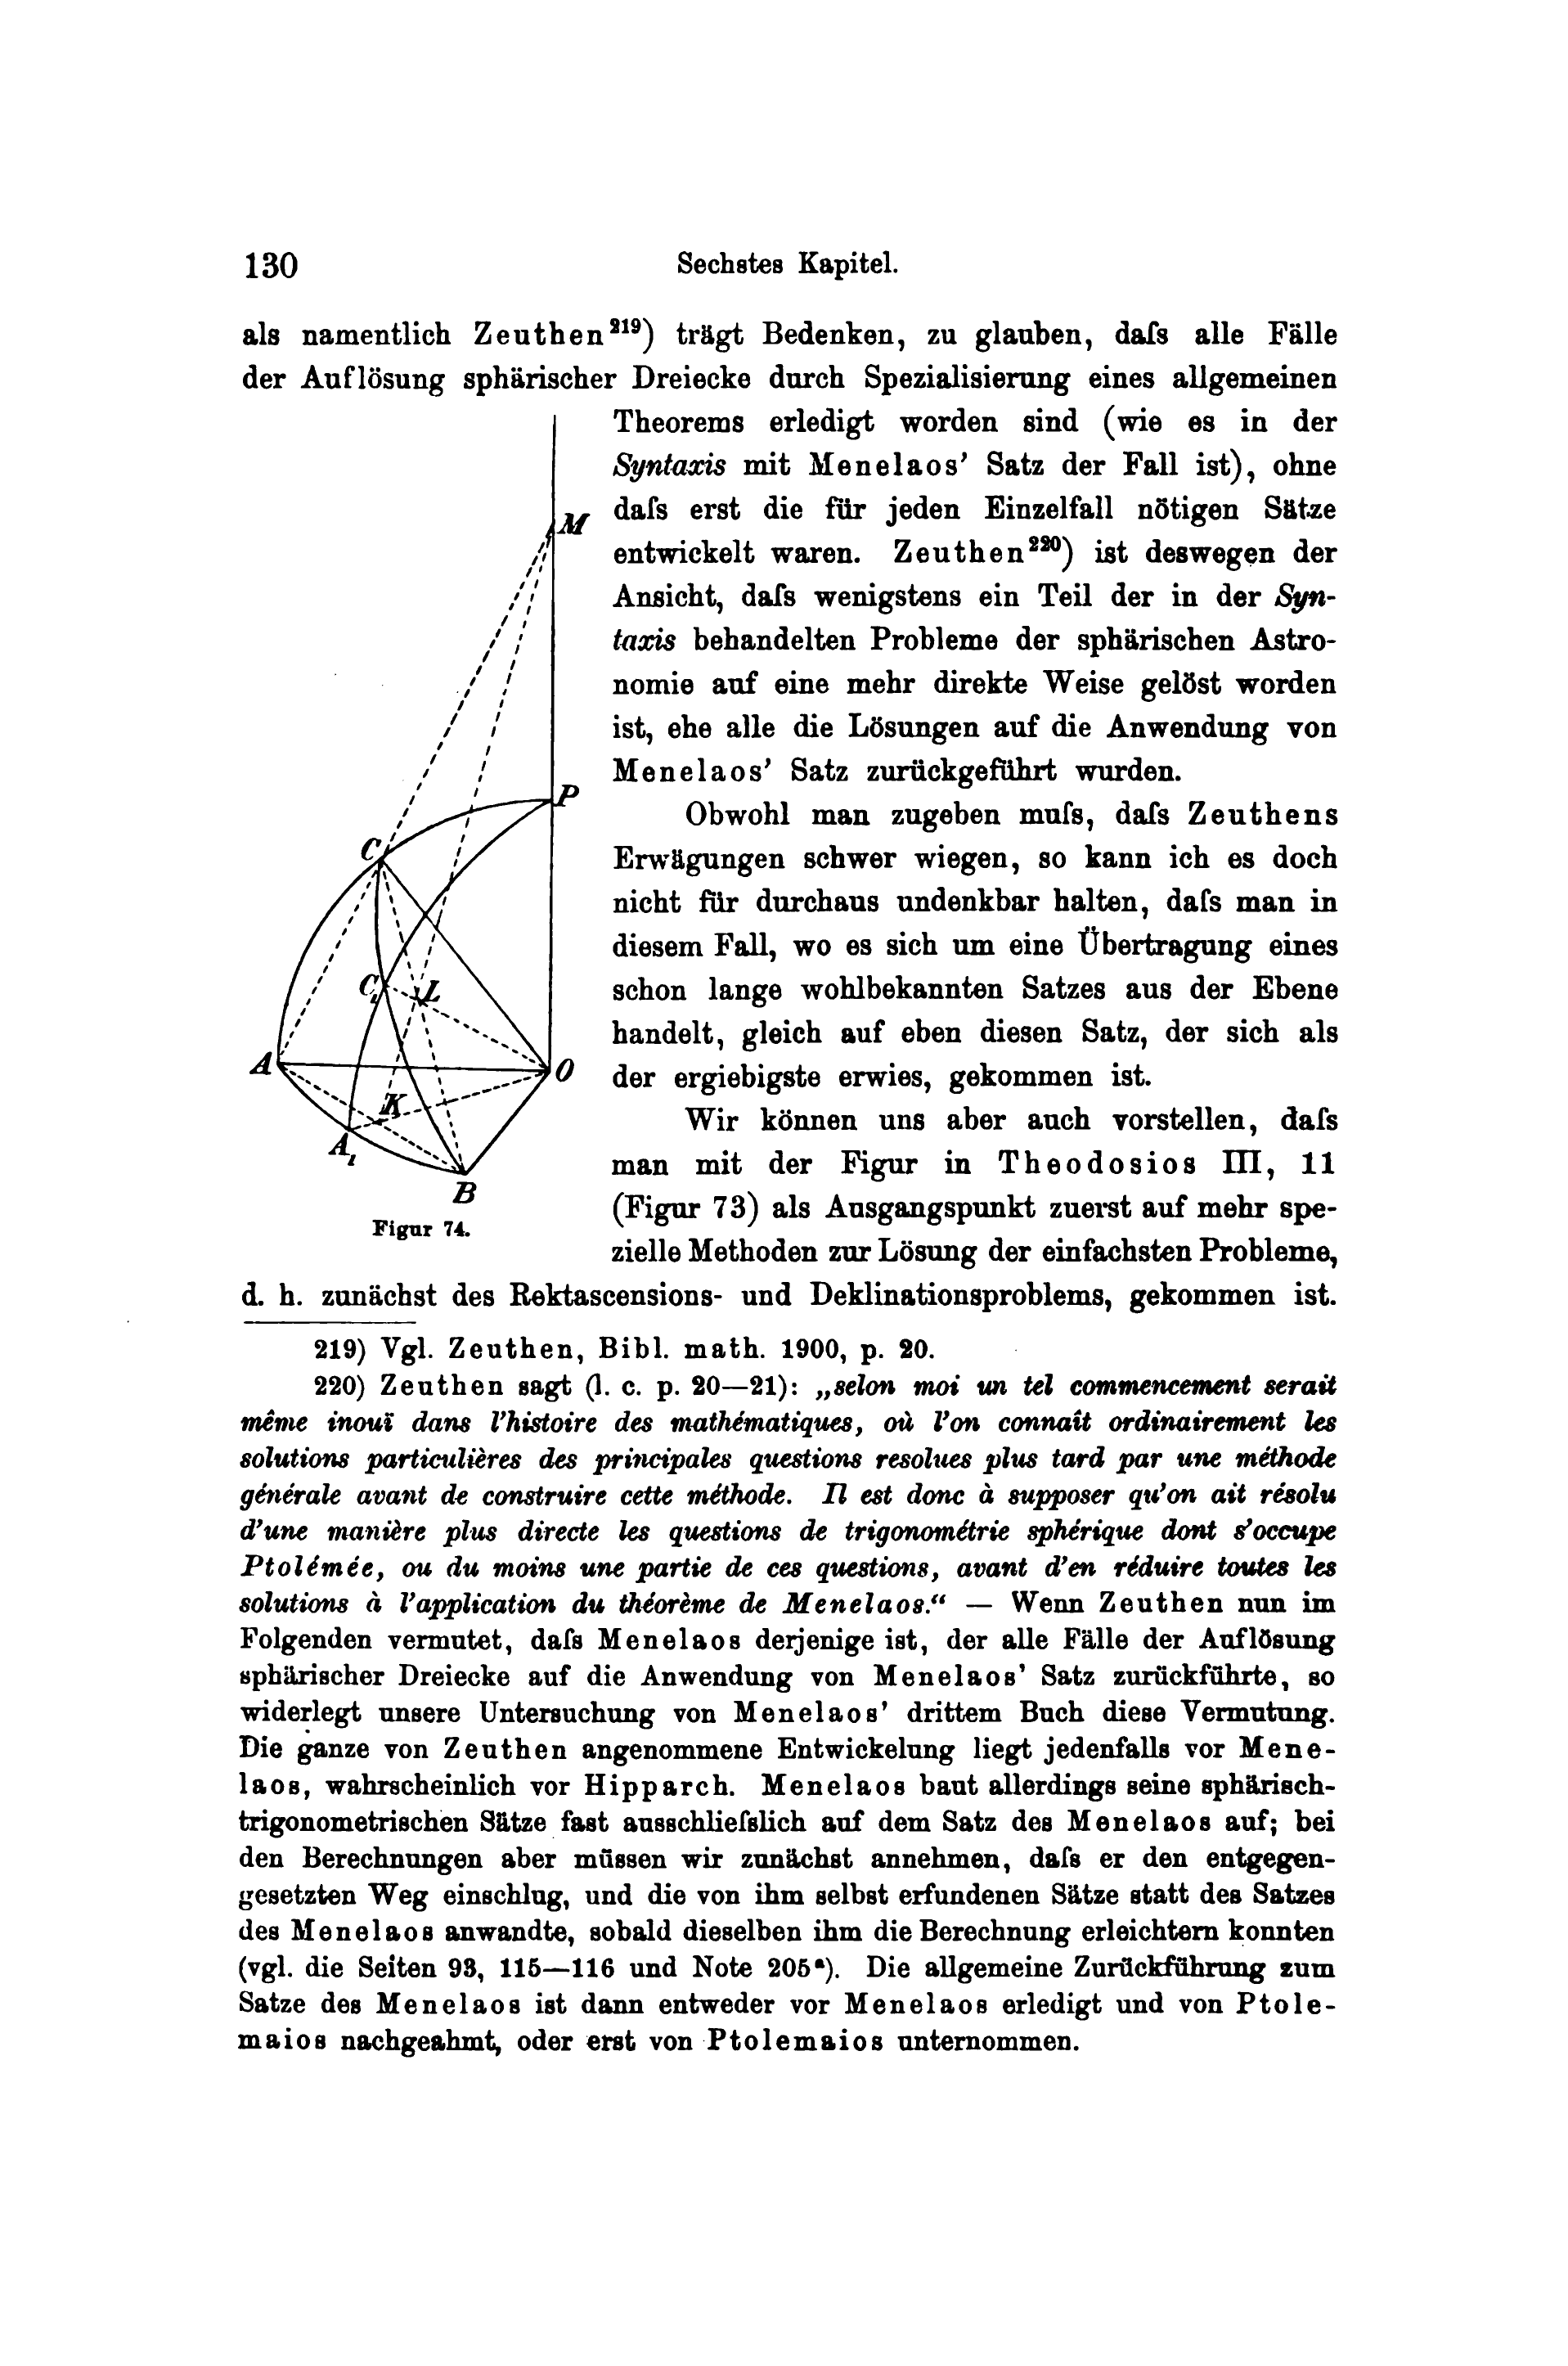 130
Sechstes Kapitel.
als namentlich Zeuthen²¹⁹) trägt Bedenken, zu glauben, daſs alle Fälle
der Auflösung sphärischer Dreiecke durch Spezialisierung eines allgemeinen
Theorems erledigt worden sind (wie es in der
Syntaxis mit Menelaos’ Satz der Fall ist), ohne
daſs erst die für jeden Einzelfall nötigen Sätze
entwickelt waren. Zeuthen²²⁰) ist deswegen der
Ansicht, daſs wenigstens ein Teil der in der Syn-
taxis behandelten Probleme der sphärischen Astro-
nomie auf eine mehr direkte Weise gelöst worden
ist, ehe alle die Lösungen auf die Anwendung von
Menelaos’ Satz zurückgeführt wurden.
Obwohl man zugeben muſs, daſs Zeuthens
Erwägungen schwer wiegen, so kann ich es doch
nicht für durchaus undenkbar halten, daſs man in
diesem Fall, wo es sich um eine Übertragung eines
schon lange wohlbekannten Satzes aus der Ebene
handelt, gleich auf eben diesen Satz, der sich als
der ergiebigste erwies, gekommen ist.
Wir können uns aber auch vorstellen, daſs
man mit der Figur in Theodosios III, 11
(Figur 73) als Ausgangspunkt zuerst auf mehr spe-
zielle Methoden zur Lösung der einfachsten Probleme,
M
P
C
C₁
L
A
O
K
A₁
B
Figur 74.
d. h. zunächst des Rektascensions- und Deklinationsproblems, gekommen ist.
219) Vgl. Zeuthen, Bibl. math. 1900, p. 20.
220) Zeuthen sagt (l. c. p. 20—21): „selon moi un tel commencement serait
même inouï dans l’histoire des mathématiques, où l’on connaît ordinairement les
solutions particulières des principales questions resolues plus tard par une méthode
générale avant de construire cette méthode. Il est donc à supposer qu’on ait résolu
d’une manière plus directe les questions de trigonométrie sphérique dont s’occupe
Ptolémée, ou du moins une partie de ces questions, avant d’en réduire toutes les
solutions à l’application du théorème de Menelaos.“ — Wenn Zeuthen nun im
Folgenden vermutet, daſs Menelaos derjenige ist, der alle Fälle der Auflösung
sphärischer Dreiecke auf die Anwendung von Menelaos’ Satz zurückführte, so
widerlegt unsere Untersuchung von Menelaos’ drittem Buch diese Vermutung.
Die ganze von Zeuthen angenommene Entwickelung liegt jedenfalls vor Mene-
laos, wahrscheinlich vor Hipparch. Menelaos baut allerdings seine sphärisch-
trigonometrischen Sätze fast ausschlieſslich auf dem Satz des Menelaos auf; bei
den Berechnungen aber müssen wir zunächst annehmen, daſs er den entgegen-
gesetzten Weg einschlug, und die von ihm selbst erfundenen Sätze statt des Satzes
des Menelaos anwandte, sobald dieselben ihm die Berechnung erleichtern konnten
(vgl. die Seiten 93, 115—116 und Note 205ᵃ). Die allgemeine Zurückführung zum
Satze des Menelaos ist dann entweder vor Menelaos erledigt und von Ptole-
maios nachgeahmt, oder erst von Ptolemaios unternommen.